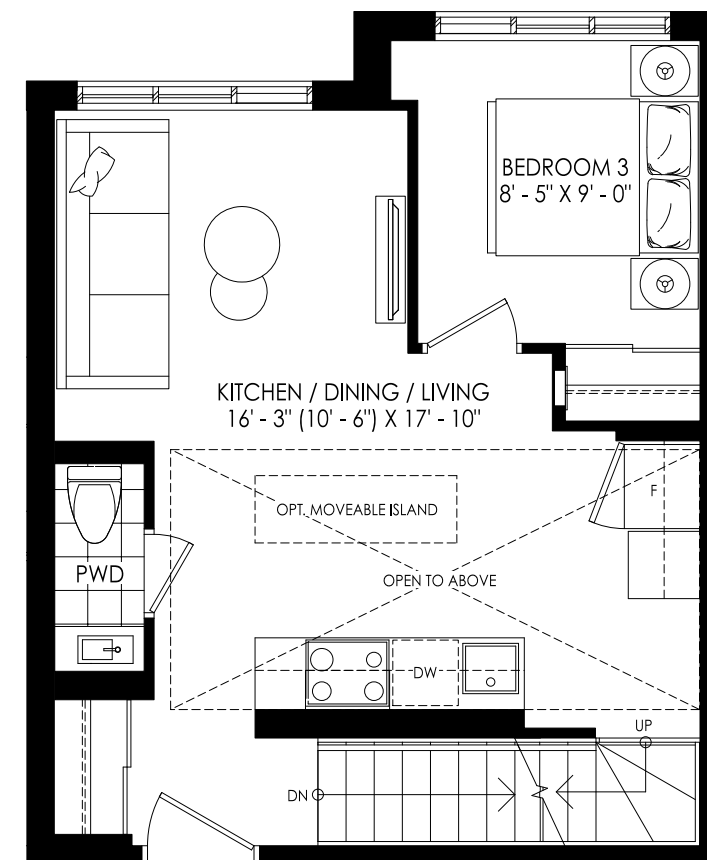 BEDROOM 3
8' - 5" X 9' - 0"
KITCHEN / DINING / LIVING
16' - 3" (10' - 6") X 17' - 10"
F
OPT. MOVEABLE ISLAND
PWD
OPEN TO ABOVE
DW
UP
DN